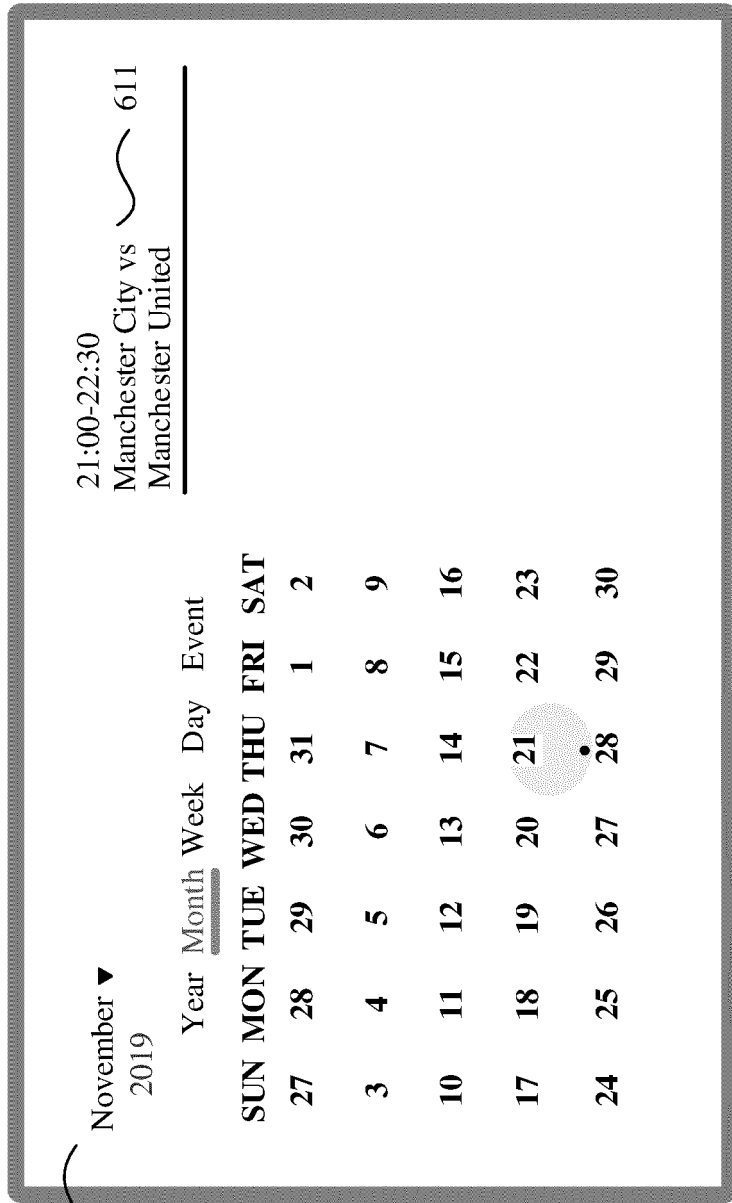 November ▼
2019
Year Month Week Day Event
SUN MON TUE WED THU FRI SAT
27 28 29 30 31 1 2
3 4 5 6 7 8 9
10 11 12 13 14 15 16
17 18 19 20 21 22 23
24 25 26 27 28 29 30
21:00-22:30
Manchester City vs
Manchester United
611